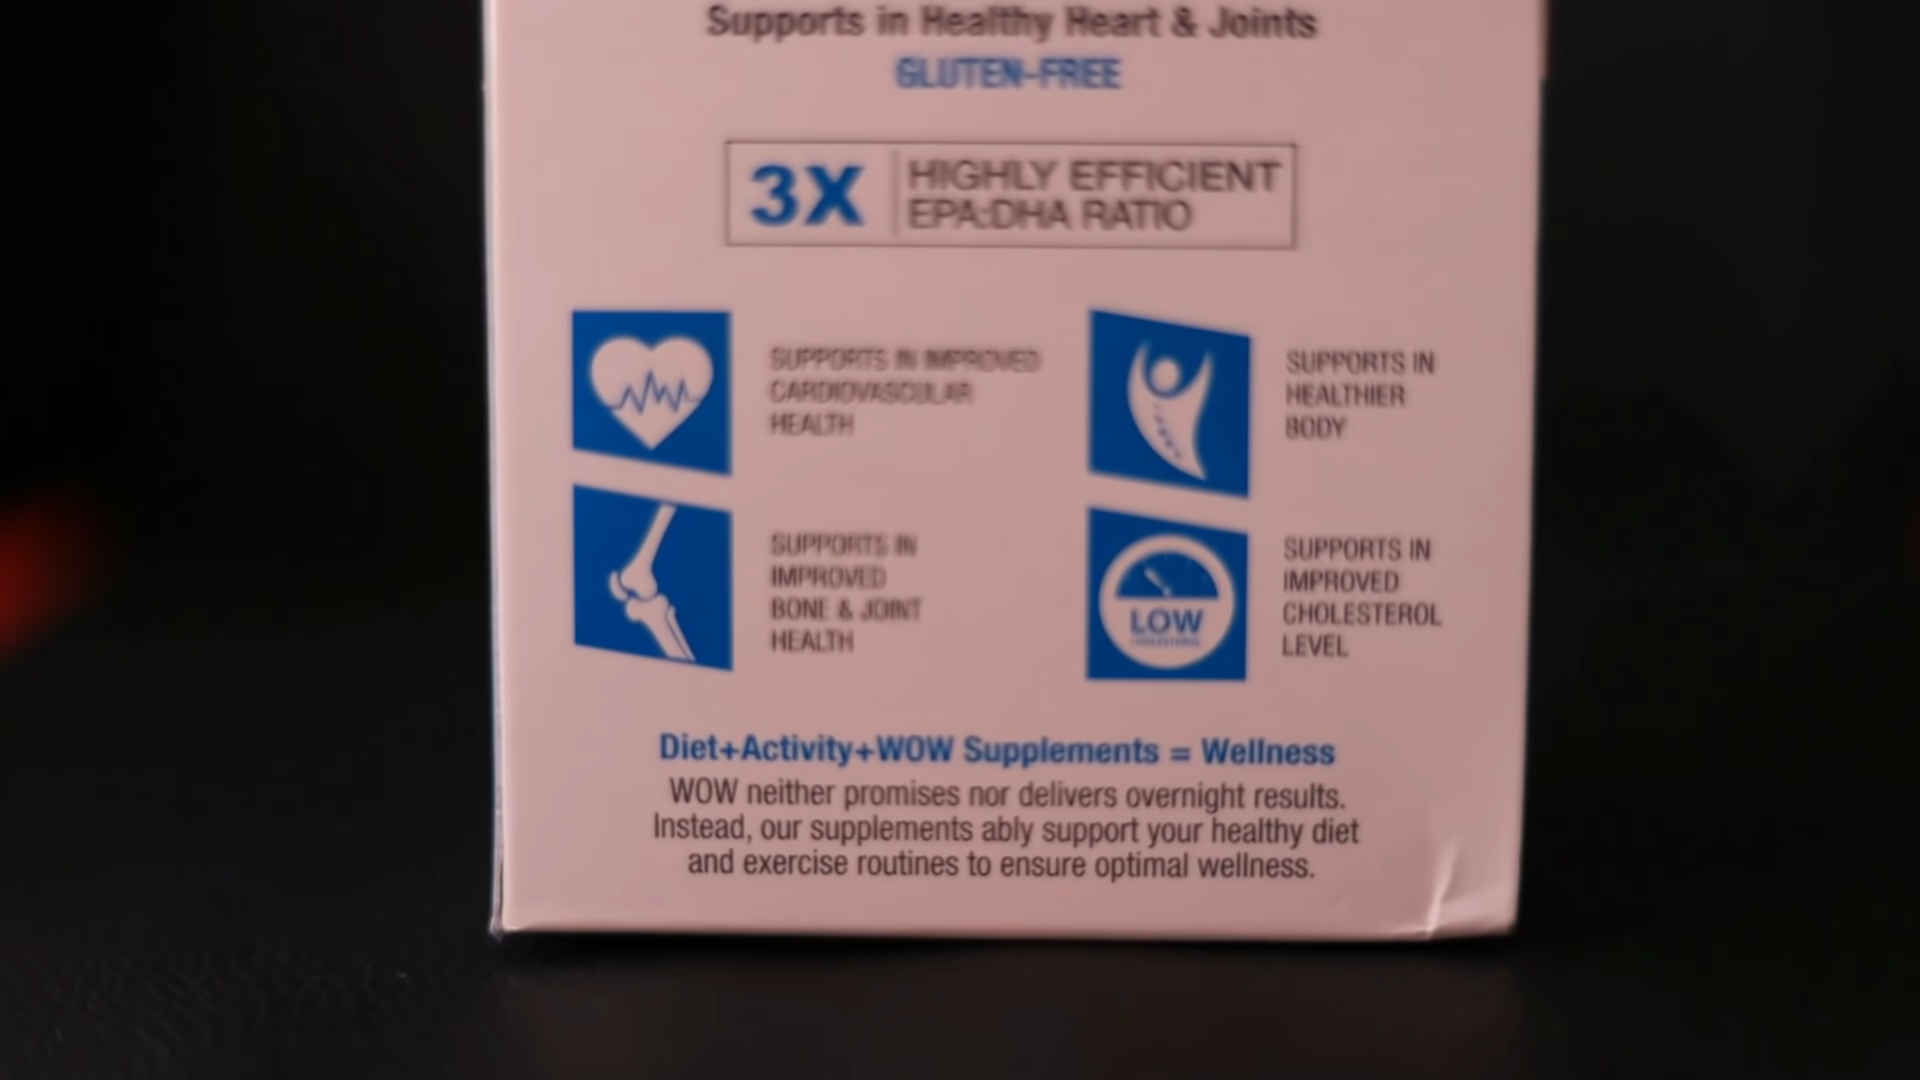 Supports in Healthy Heart & Joints
GLUTEN-FREE
3X
HIGHLY EFFICIENT
EPA:DHA RATIO
SUPPORTS IN IMPROVED
CARDIOVASCULAR
HEALTH
SUPPORTS IN
HEALTHIER
BODY
SUPPORTS IN
IMPROVED
BONE & JOINT
HEALTH
LOW
CHOLESTEROL
SUPPORTS IN
IMPROVED
CHOLESTEROL
LEVEL
Diet+Activity+WOW Supplements = Wellness
WOW neither promises nor delivers overnight results.
Instead, our supplements ably support your healthy diet
and exercise routines to ensure optimal wellness.